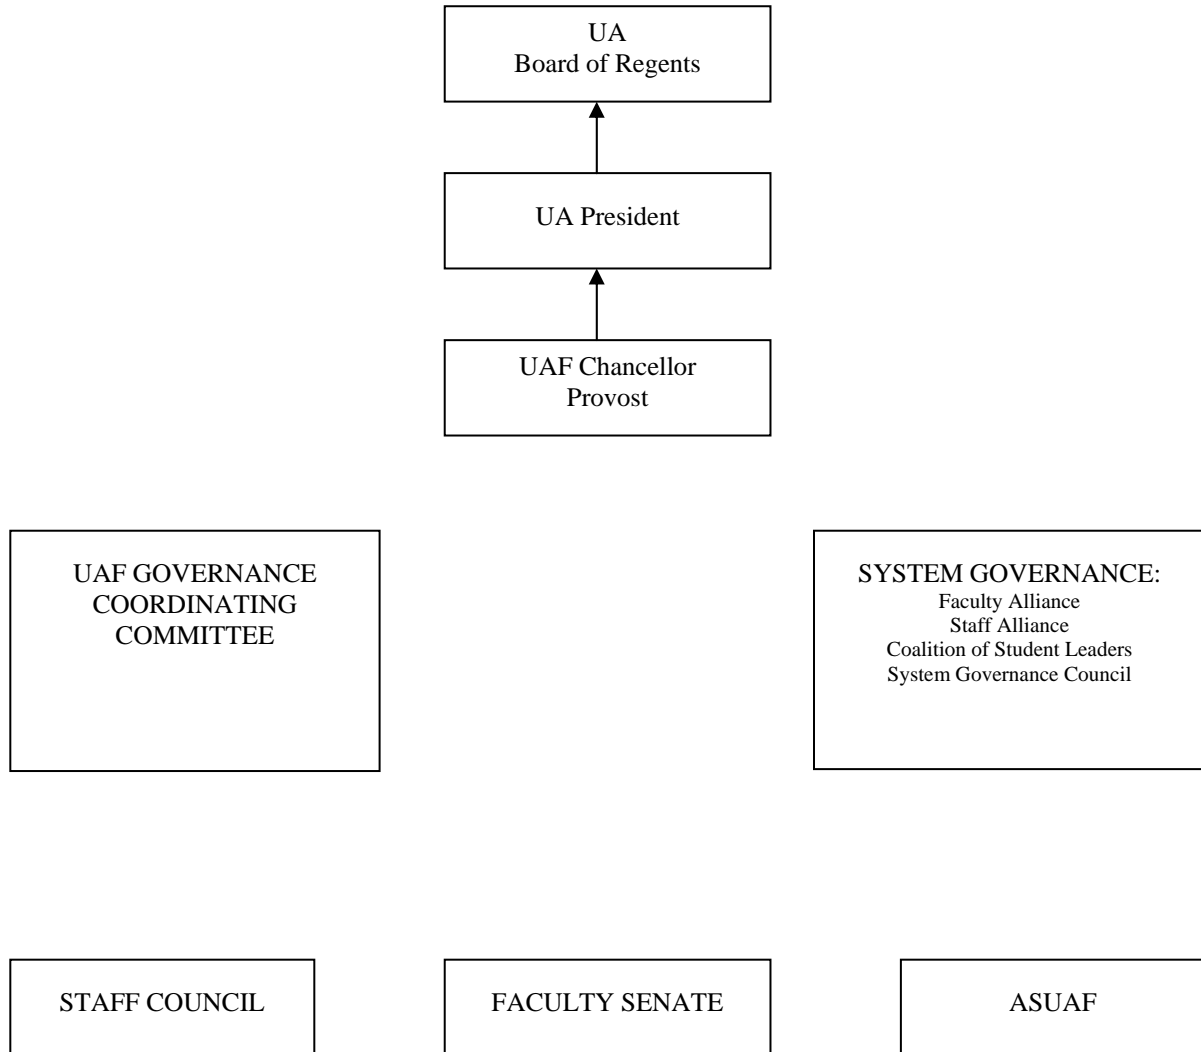 UA
Board of Regents
UA President
UAF Chancellor
Provost
UAF GOVERNANCE
COORDINATING
COMMITTEE
SYSTEM GOVERNANCE:
Faculty Alliance
Staff Alliance
Coalition of Student Leaders
System Governance Council
STAFF COUNCIL
FACULTY SENATE
ASUAF